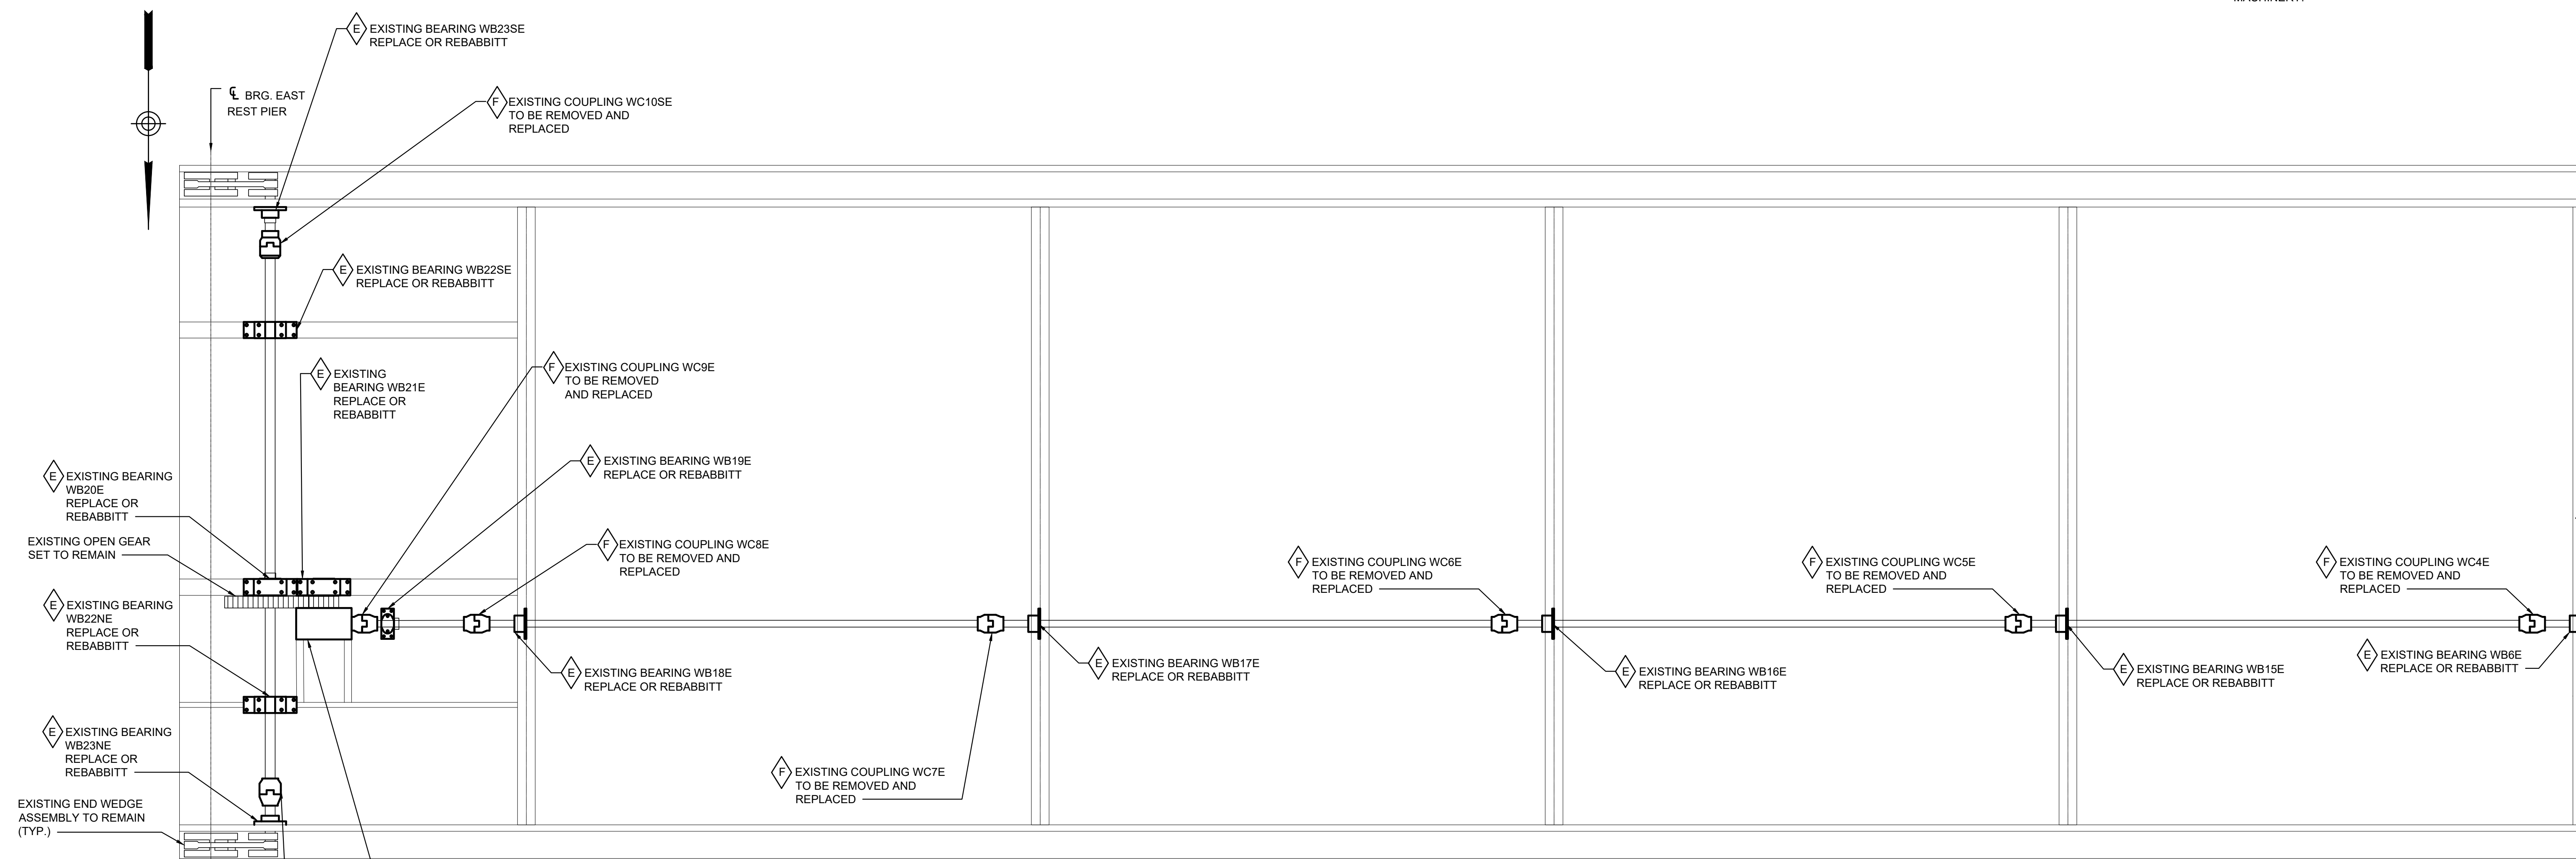 E EXISTING BEARING WB23SE
REPLACE OR REBABBITT
℄ BRG. EAST
REST PIER
F EXISTING COUPLING WC10SE
TO BE REMOVED AND
REPLACED
E EXISTING BEARING WB22SE
REPLACE OR REBABBITT
E EXISTING
BEARING WB21E
REPLACE OR
REBABBITT
F EXISTING COUPLING WC9E
TO BE REMOVED
AND REPLACED
E EXISTING BEARING WB19E
REPLACE OR REBABBITT
E EXISTING BEARING
WB20E
REPLACE OR
REBABBITT
EXISTING OPEN GEAR
SET TO REMAIN
F EXISTING COUPLING WC8E
TO BE REMOVED AND
REPLACED
E EXISTING BEARING
WB22NE
REPLACE OR
REBABBITT
E EXISTING BEARING WB18E
REPLACE OR REBABBITT
E EXISTING BEARING
WB23NE
REPLACE OR
REBABBITT
EXISTING END WEDGE
ASSEMBLY TO REMAIN
(TYP.)
F EXISTING COUPLING WC7E
TO BE REMOVED AND
REPLACED
E EXISTING BEARING WB17E
REPLACE OR REBABBITT
F EXISTING COUPLING WC6E
TO BE REMOVED AND
REPLACED
E EXISTING BEARING WB16E
REPLACE OR REBABBITT
F EXISTING COUPLING WC5E
TO BE REMOVED AND
REPLACED
E EXISTING BEARING WB15E
REPLACE OR REBABBITT
F EXISTING COUPLING WC4E
TO BE REMOVED AND
REPLACED
E EXISTING BEARING WB6E
REPLACE OR REBABBITT